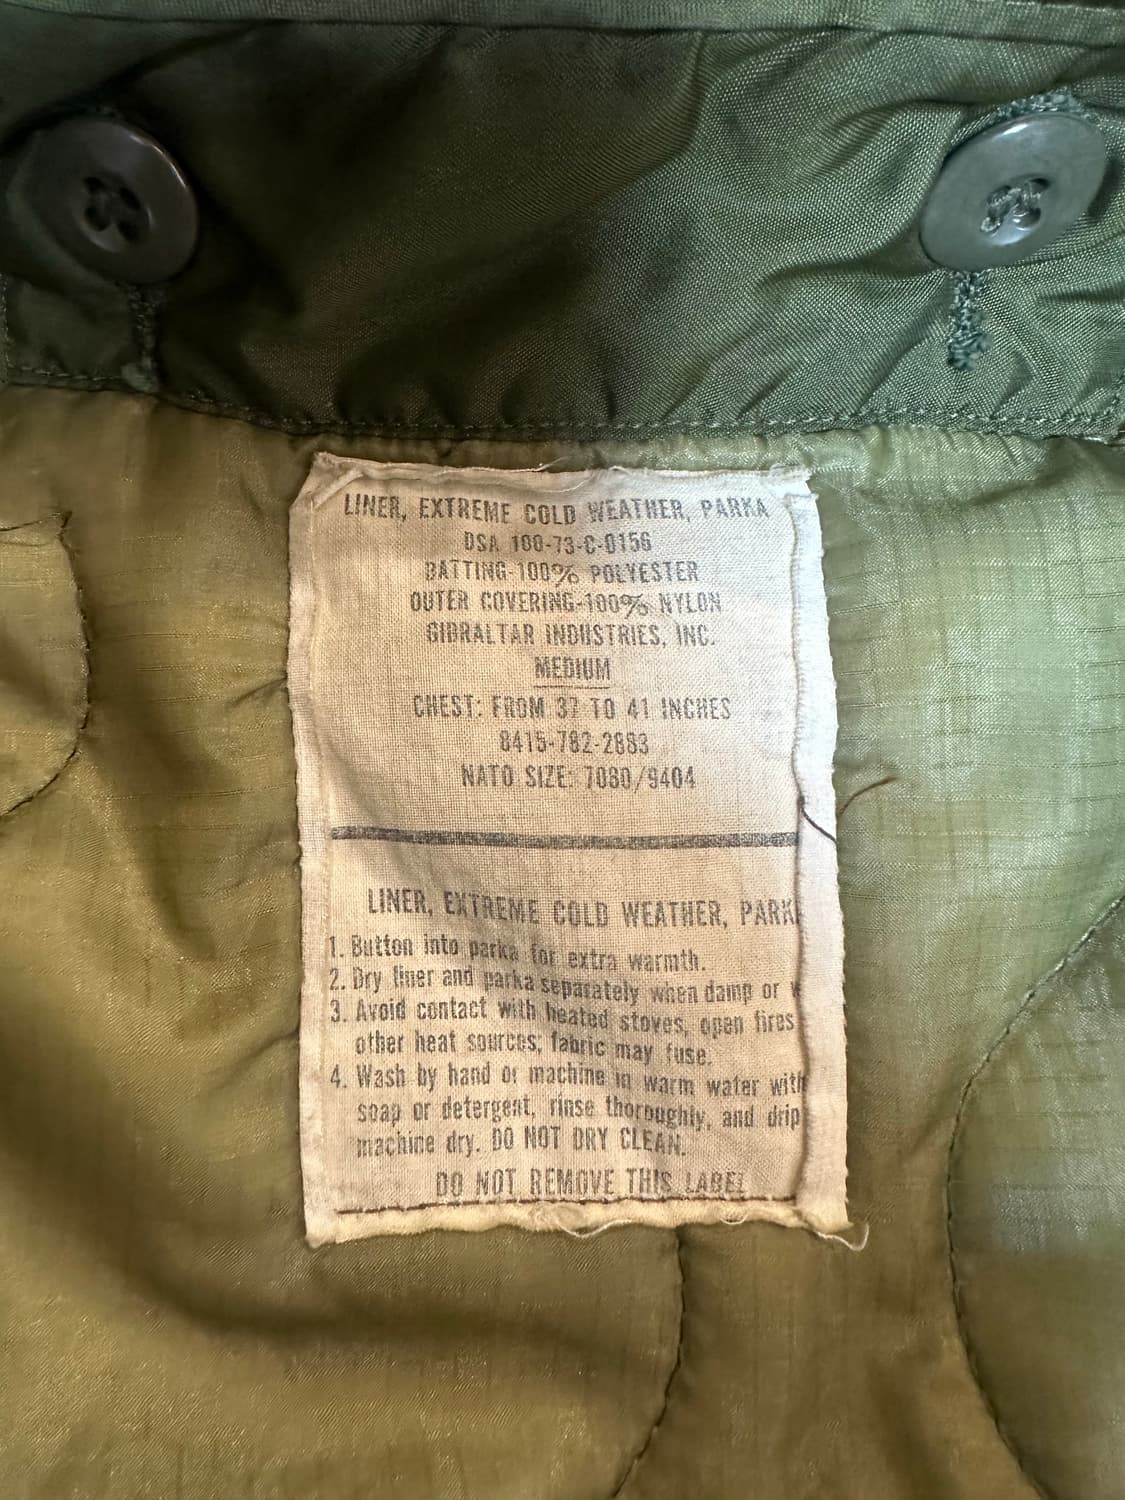 LINER, EXTREME COLD WEATHER, PARKA
DSA 100-73-C-0156
BATTING-100% POLYESTER
OUTER COVERING-100% NYLON
GIBRALTAR INDUSTRIES, INC.
MEDIUM
CHEST: FROM 37 TO 41 INCHES
8415-782-2883
NATO SIZE: 7080/9404
LINER, EXTREME COLD WEATHER, PARK
1. Button into parka for extra warmth.
2. Dry liner and parka separately when damp or
3. Avoid contact with heated stoves, open fires
other heat sources; fabric may fuse.
4. Wash by hand or machine in warm water with
soap or detergent, rinse thoroughly, and drip
machine dry. DO NOT DRY CLEAN.
DO NOT REMOVE THIS LABEL